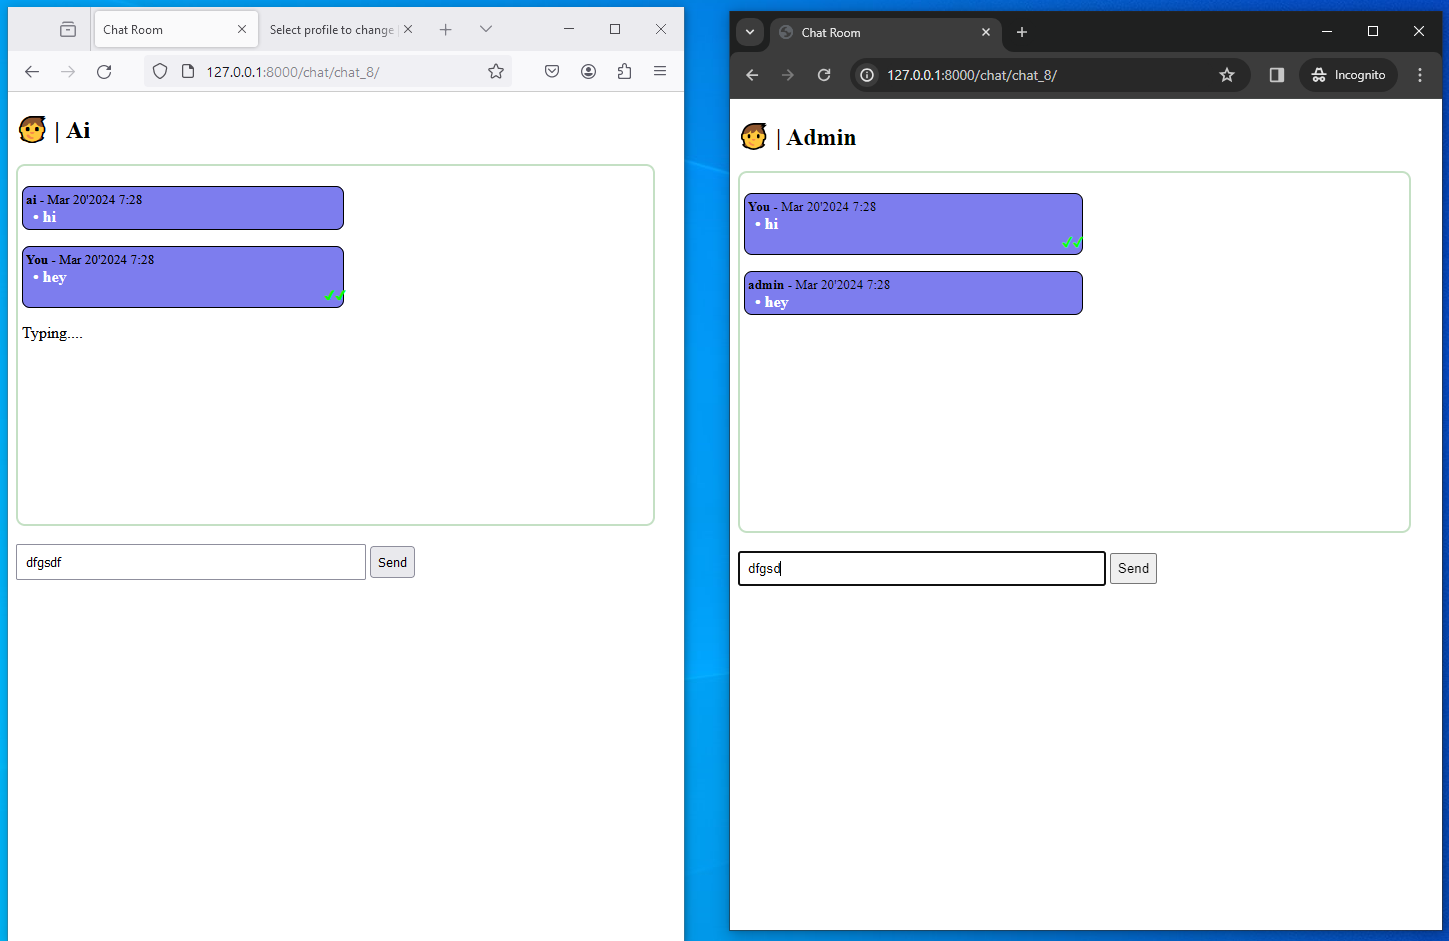 Chat Room
Select profile to change
127.0.0.1:8000/chat/chat_8/
| Ai
ai - Mar 20'2024 7:28
• hi
You - Mar 20'2024 7:28
• hey
✓✓
Typing....
dfgsdf
Send
Chat Room
127.0.0.1:8000/chat/chat_8/
Incognito
| Admin
You - Mar 20'2024 7:28
• hi
✓✓
admin - Mar 20'2024 7:28
• hey
dfgsd
Send